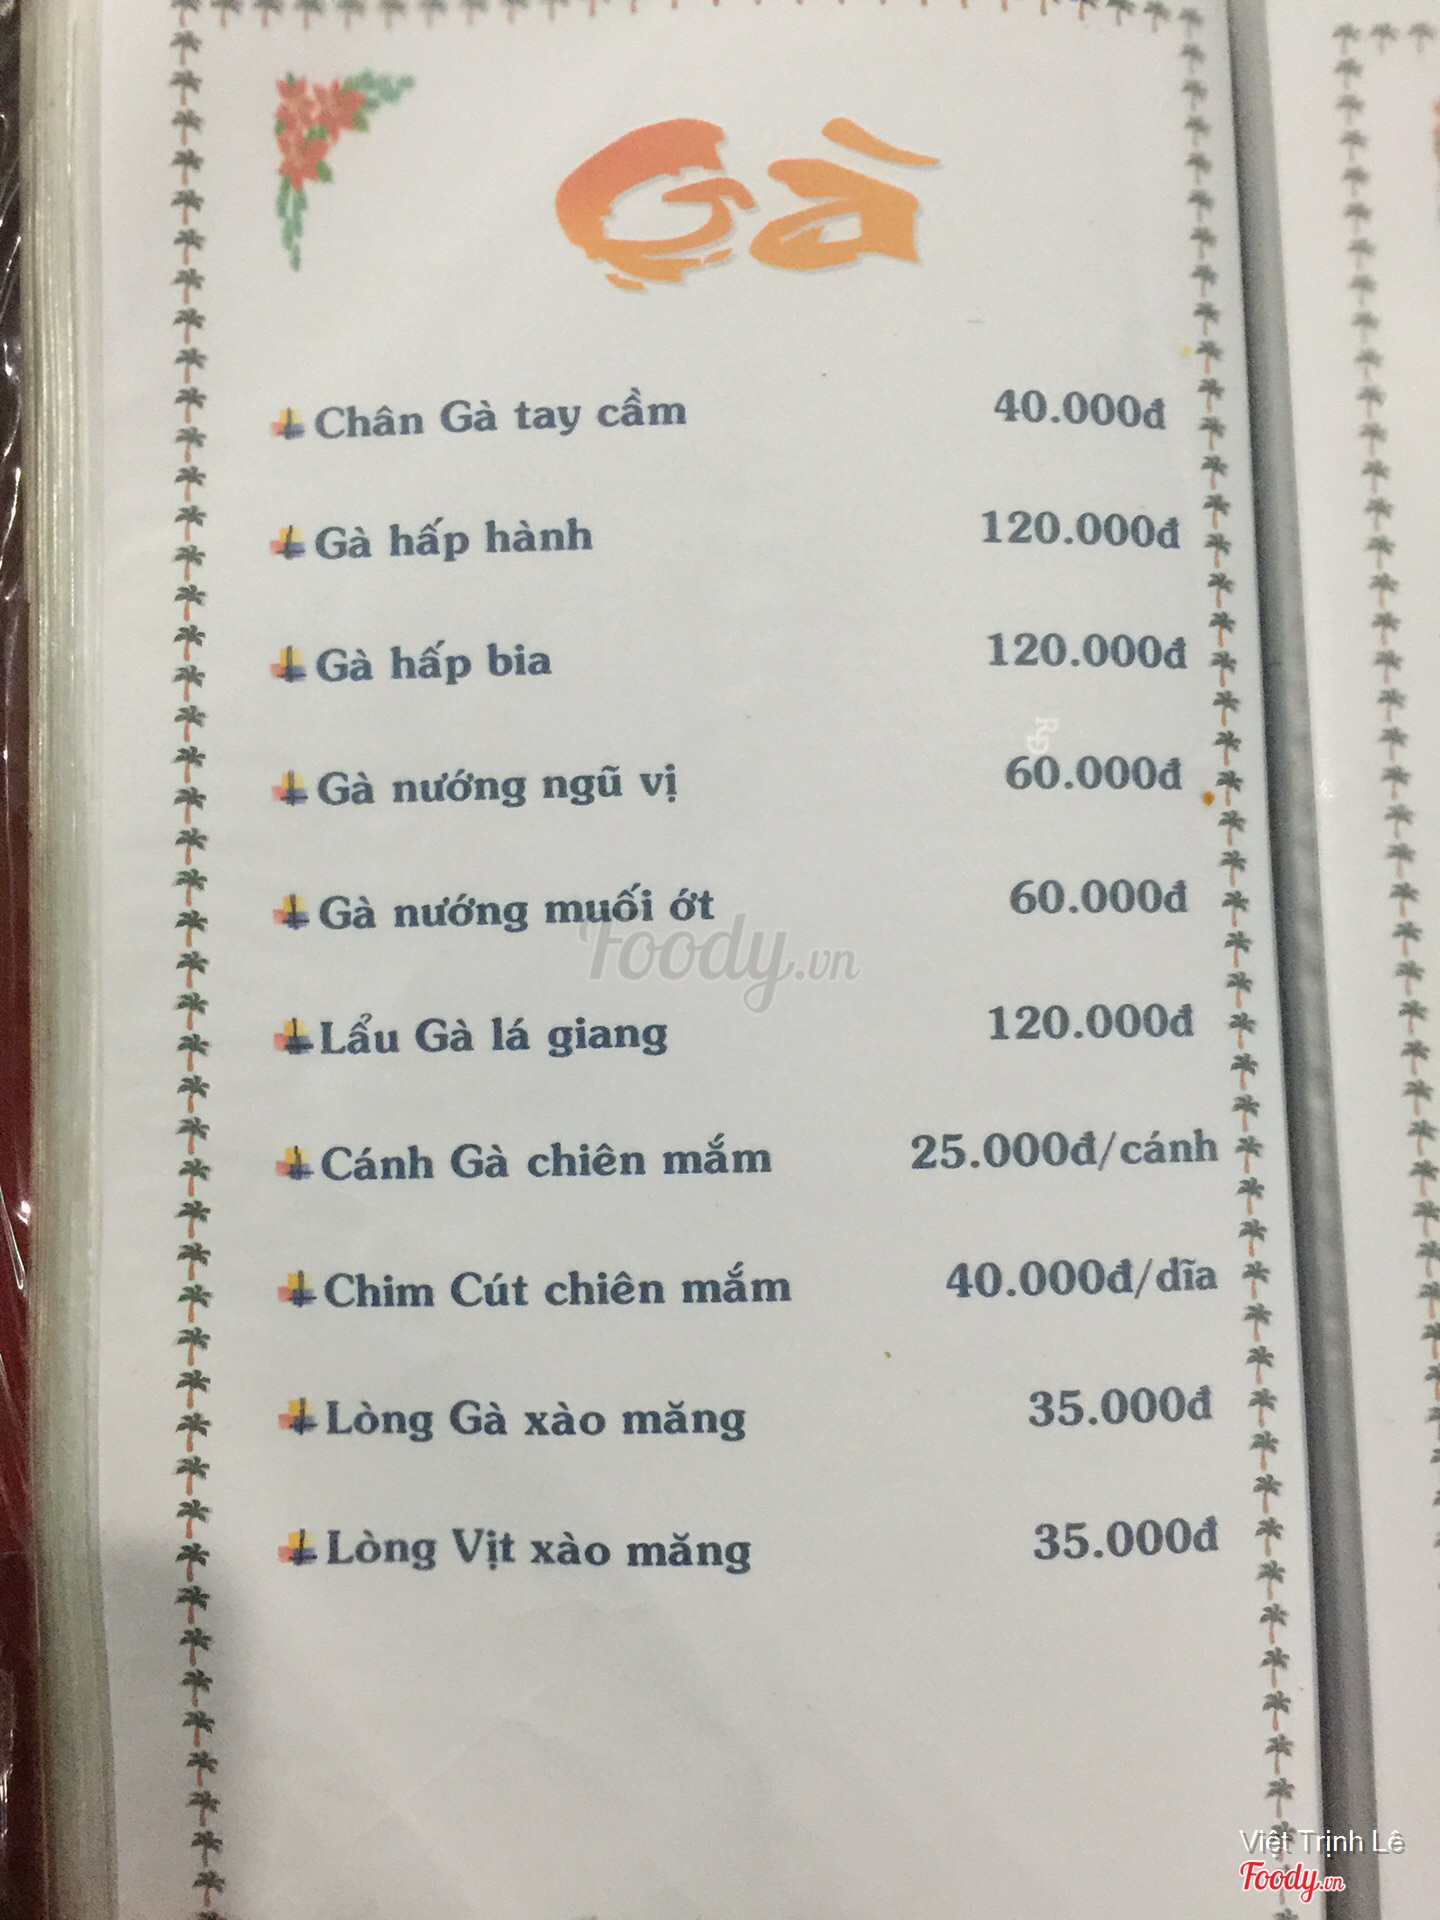 Gà
Chân Gà tay cầm 40.000đ
Gà hấp hành 120.000đ
Gà hấp bia 120.000đ
Gà nướng ngũ vị 60.000đ
Gà nướng muối ớt 60.000đ
Foody.vn
Lẩu Gà lá giang 120.000đ
Cánh Gà chiên mắm 25.000đ/cánh
Chim Cút chiên mắm 40.000đ/dĩa
Lòng Gà xào măng 35.000đ
Lòng Vịt xào măng 35.000đ
Việt Trịnh Lê
Foody.vn